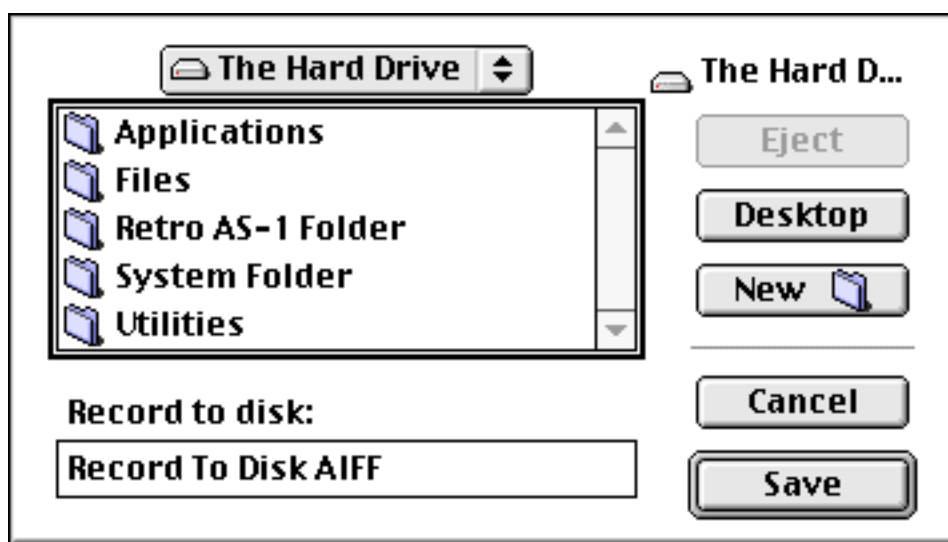 The Hard Drive
The Hard D...
Applications
Files
Retro AS-1 Folder
System Folder
Utilities
Eject
Desktop
New
Record to disk:
Record To Disk AIFF
Cancel
Save